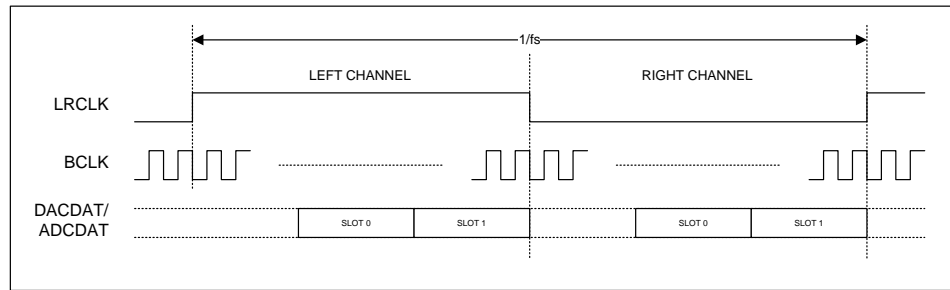 1/fs
LEFT CHANNEL RIGHT CHANNEL
LRCLK
BCLK
DACDAT/
ADCDAT
SLOT 0 SLOT 1 SLOT 0 SLOT 1